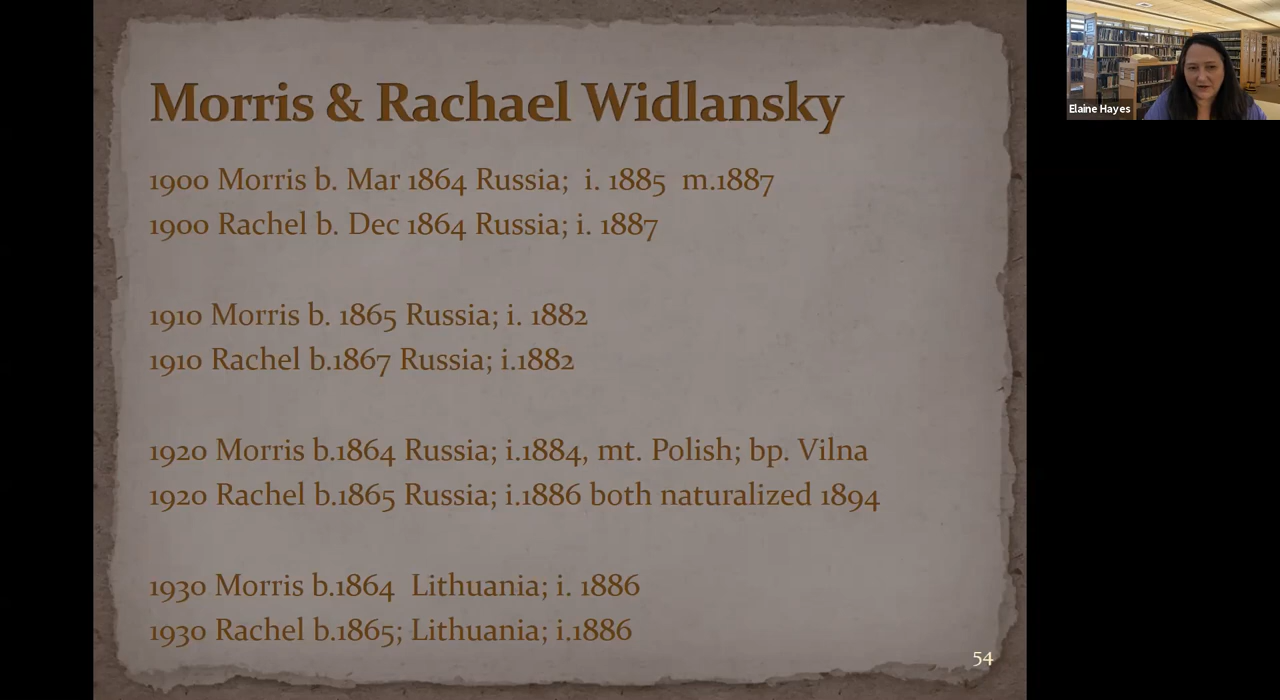 Morris & Rachael Widlansky
1900 Morris b. Mar 1864 Russia;  i. 1885  m.1887
1900 Rachel b. Dec 1864 Russia; i. 1887
1910 Morris b. 1865 Russia; i. 1882
1910 Rachel b.1867 Russia; i.1882
1920 Morris b.1864 Russia; i.1884, mt. Polish; bp. Vilna
1920 Rachel b.1865 Russia; i.1886 both naturalized 1894
1930 Morris b.1864  Lithuania; i. 1886
1930 Rachel b.1865; Lithuania; i.1886
54
Elaine Hayes